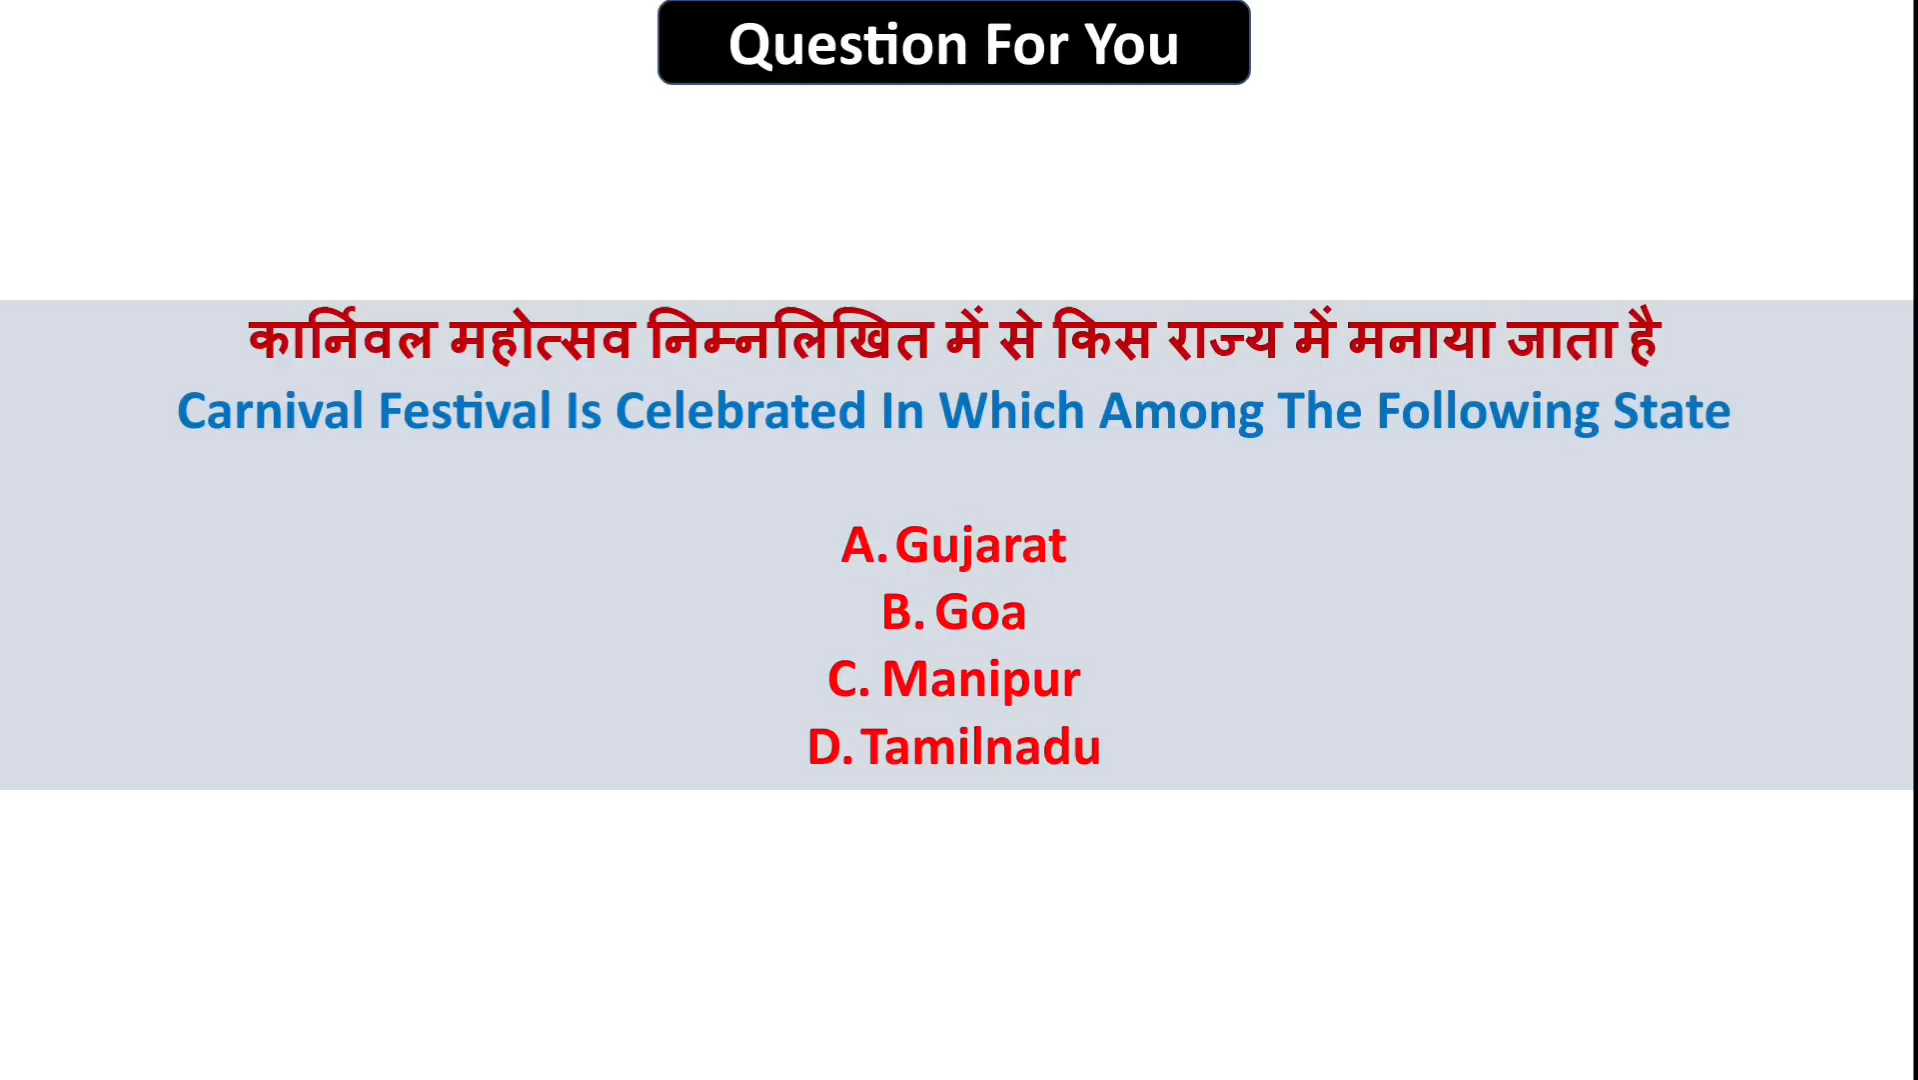 Question For You
कार्निवल महोत्सव निम्नलिखित में से किस राज्य में मनाया जाता है
Carnival Festival Is Celebrated In Which Among The Following State
A. Gujarat
B. Goa
C. Manipur
D. Tamilnadu